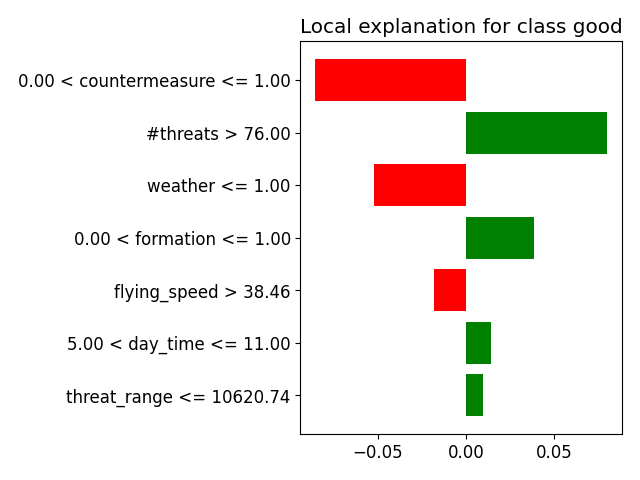 Local explanation for class good
0.00 < countermeasure <= 1.00
#threats > 76.00
weather <= 1.00
0.00 < formation <= 1.00
flying_speed > 38.46
5.00 < day_time <= 11.00
threat_range <= 10620.74
−0.05 0.00 0.05